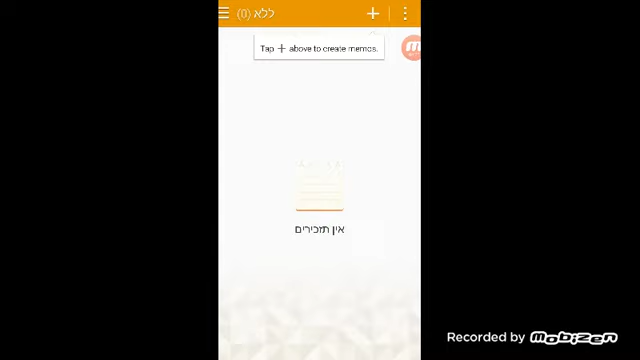 ללא (0)
Tap + above to create memos.
אין תזכירים
Recorded by mobizen